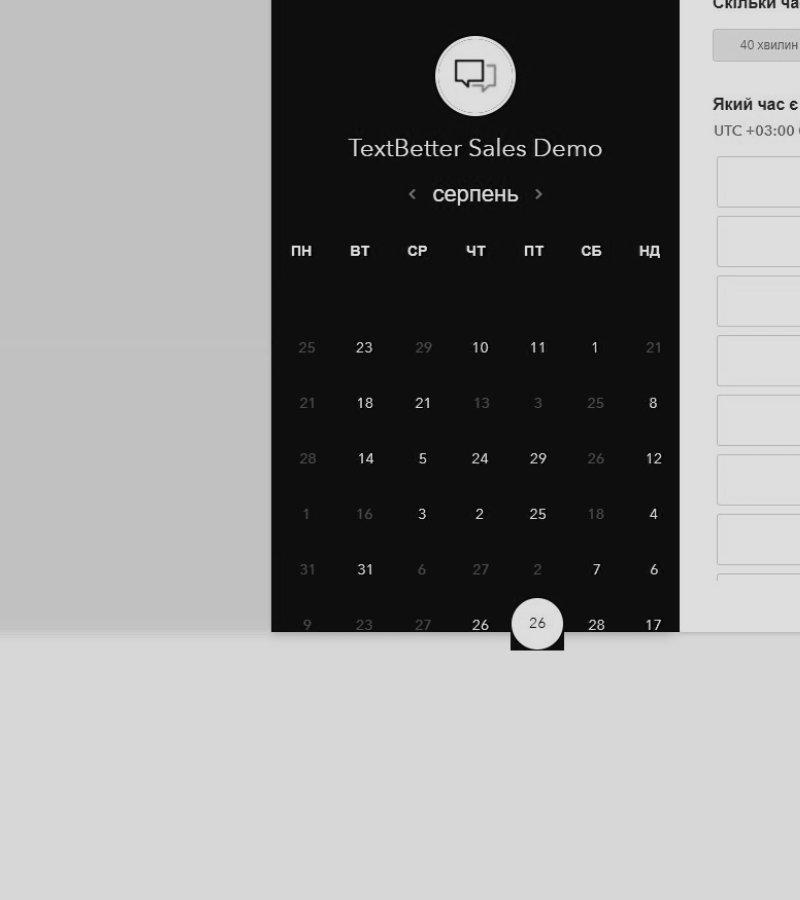 Скільки ча
40 хвилин
Який час є
UTC +03:00
TextBetter Sales Demo
серпень
ПН ВТ СР ЧТ ПТ СБ НД
25 23 29 10 11 1 21
21 18 21 13 3 25 8
28 14 5 24 29 26 12
1 16 3 2 25 18 4
31 31 6 27 2 7 6
9 23 27 26 26 28 17